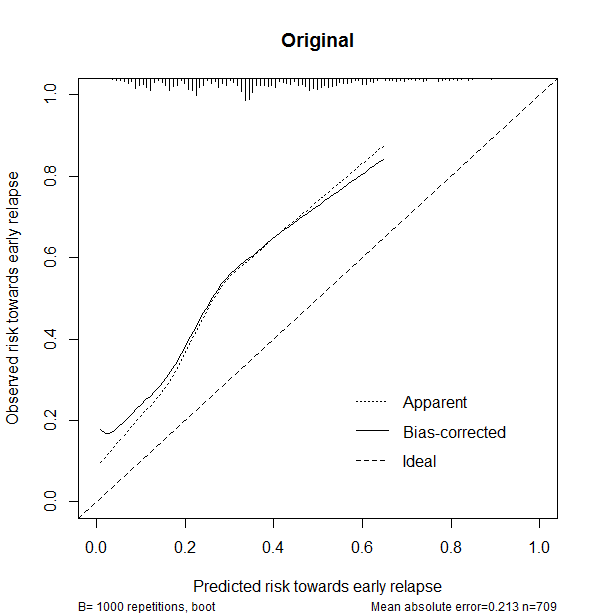 Original
Observed risk towards early relapse
1.0
0.8
0.6
0.4
0.2
0.0
Apparent
Bias-corrected
Ideal
0.0 0.2 0.4 0.6 0.8 1.0
Predicted risk towards early relapse
B= 1000 repetitions, boot Mean absolute error=0.213 n=709